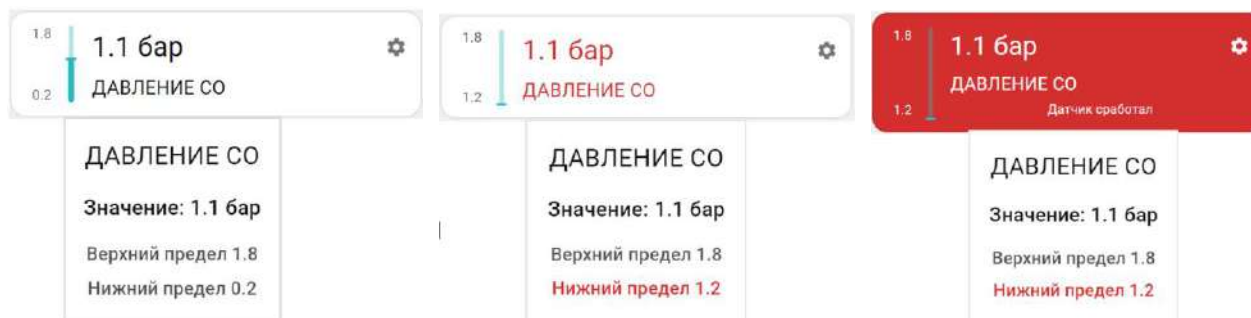 1.8
1.1 бар
0.2
ДАВЛЕНИЕ СО
ДАВЛЕНИЕ СО
Значение: 1.1 бар
Верхний предел 1.8
Нижний предел 0.2
1.8
1.1 бар
1.2
ДАВЛЕНИЕ СО
ДАВЛЕНИЕ СО
Значение: 1.1 бар
Верхний предел 1.8
Нижний предел 1.2
1.8
1.1 бар
ДАВЛЕНИЕ СО
1.2
Датчик сработал
ДАВЛЕНИЕ СО
Значение: 1.1 бар
Верхний предел 1.8
Нижний предел 1.2